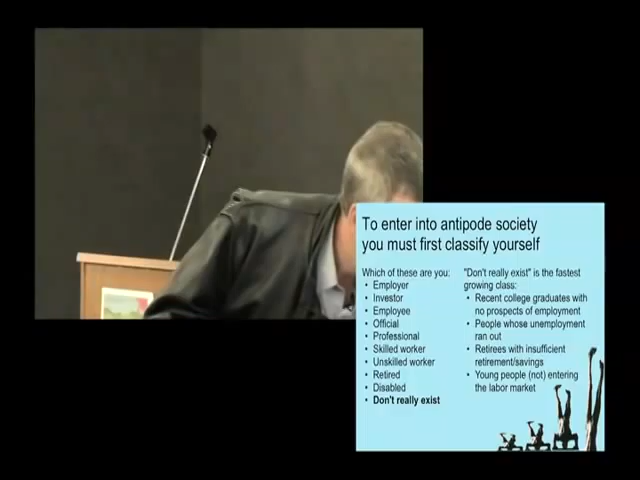 To enter into antipode society
you must first classify yourself
Which of these are you:
• Employer
• Investor
• Employee
• Official
• Professional
• Skilled worker
• Unskilled worker
• Retired
• Disabled
• Don't really exist
"Don't really exist" is the fastest
growing class:
• Recent college graduates with
no prospects of employment
• People whose unemployment
ran out
• Retirees with insufficient
retirement/savings
• Young people (not) entering
the labor market